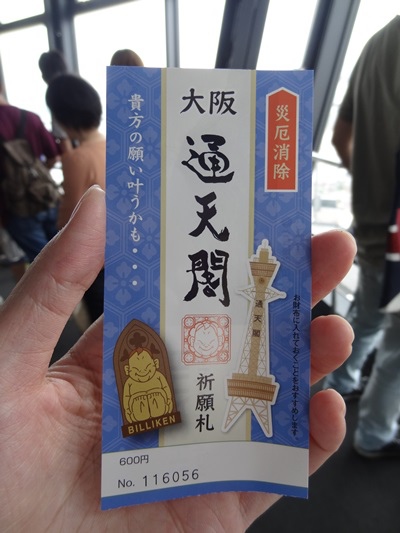 災厄消除
大阪
通天閣
祈願札
貴方の願い叶うかも・・・
通天閣
お財布に入れておくことをおすすめします。
BILLIKEN
600円
No. 116056